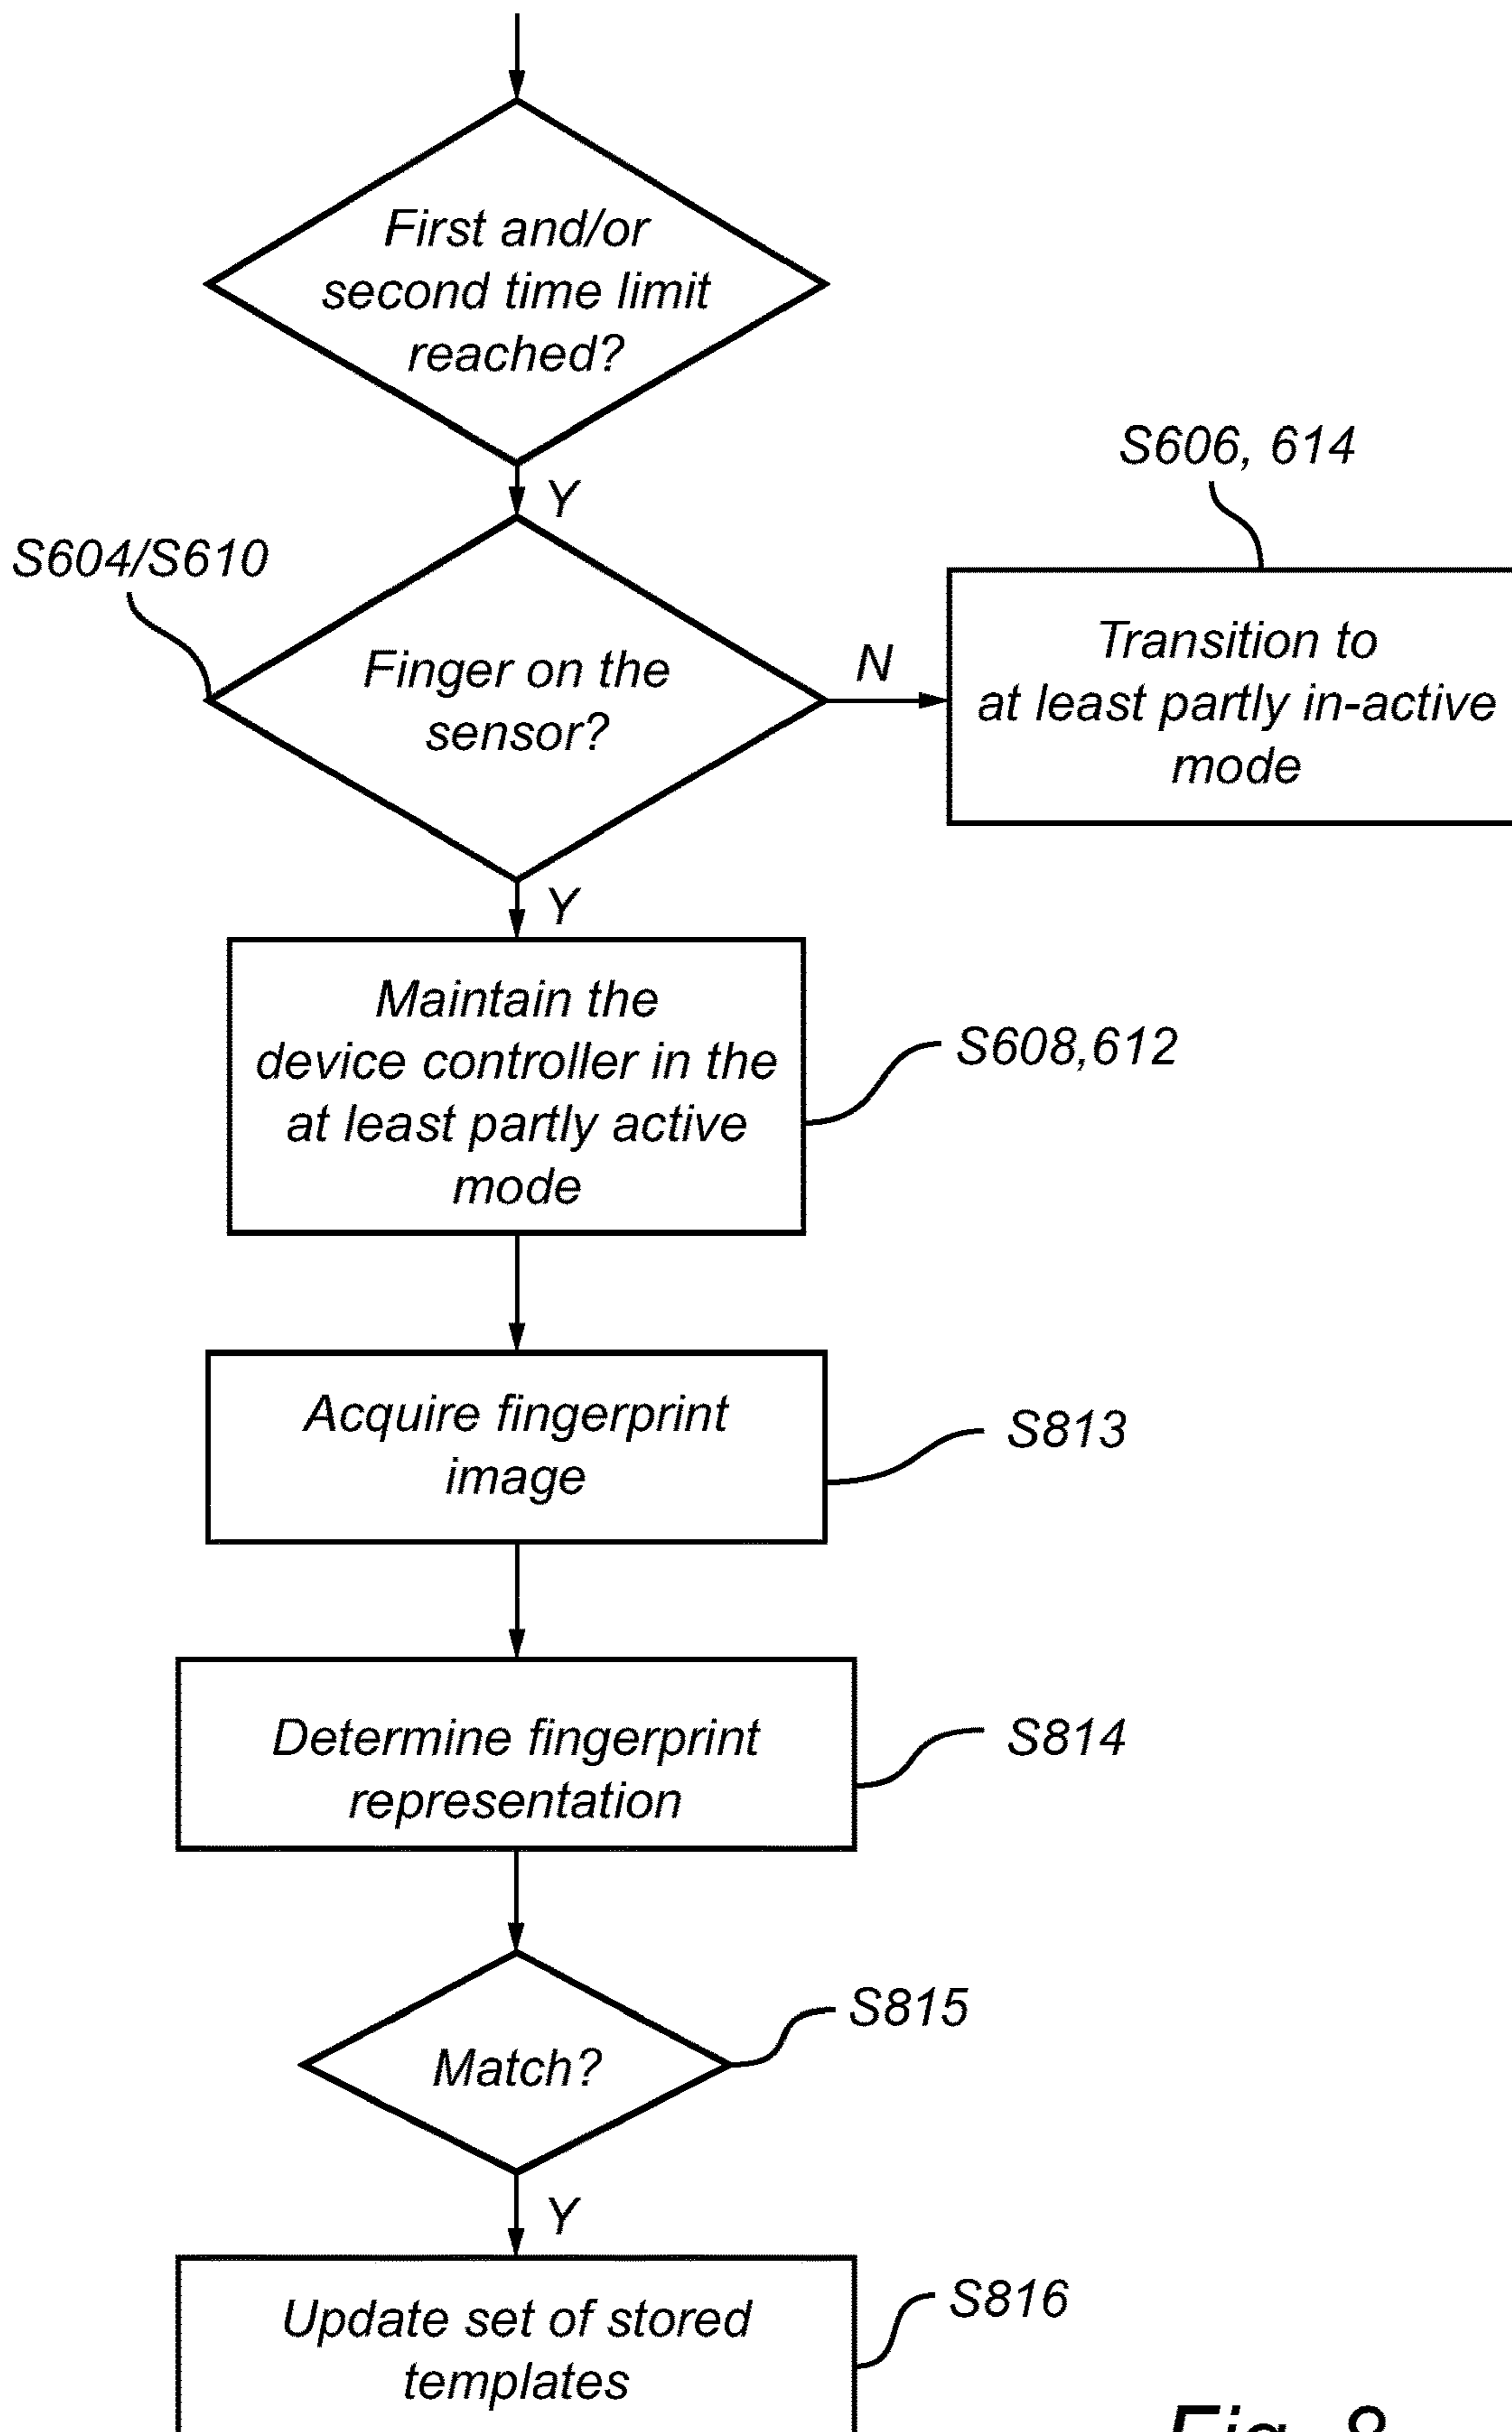 First and/or
second time limit
reached?
Y
S606, 614
S604/S610
Finger on the
sensor?
N
Transition to
at least partly in-active
mode
Y
Maintain the
device controller in the
at least partly active
mode
S608,612
Acquire fingerprint
image
S813
Determine fingerprint
representation
S814
Match?
S815
Y
Update set of stored
templates
S816
Fig. 8